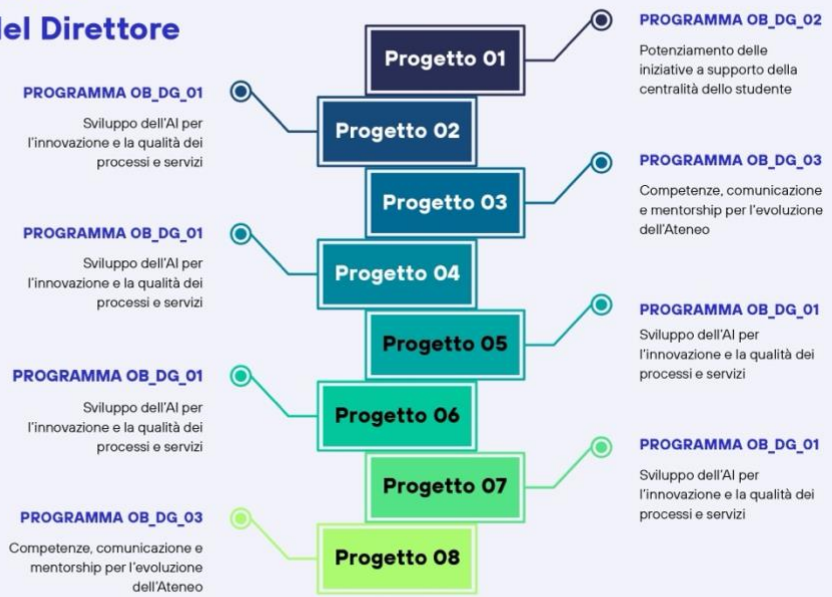 del Direttore
Progetto 01
PROGRAMMA OB_DG_02
Potenziamento delle
iniziative a supporto della
centralità dello studente
PROGRAMMA OB_DG_01
Sviluppo dell'AI per
l'innovazione e la qualità dei
processi e servizi
Progetto 02
Progetto 03
PROGRAMMA OB_DG_03
Competenze, comunicazione
e mentorship per l'evoluzione
dell'Ateneo
PROGRAMMA OB_DG_01
Sviluppo dell'AI per
l'innovazione e la qualità dei
processi e servizi
Progetto 04
Progetto 05
PROGRAMMA OB_DG_01
Sviluppo dell'AI per
l'innovazione e la qualità dei
processi e servizi
PROGRAMMA OB_DG_01
Sviluppo dell'AI per
l'innovazione e la qualità dei
processi e servizi
Progetto 06
Progetto 07
PROGRAMMA OB_DG_01
Sviluppo dell'AI per
l'innovazione e la qualità dei
processi e servizi
PROGRAMMA OB_DG_03
Competenze, comunicazione e
mentorship per l'evoluzione
dell'Ateneo
Progetto 08